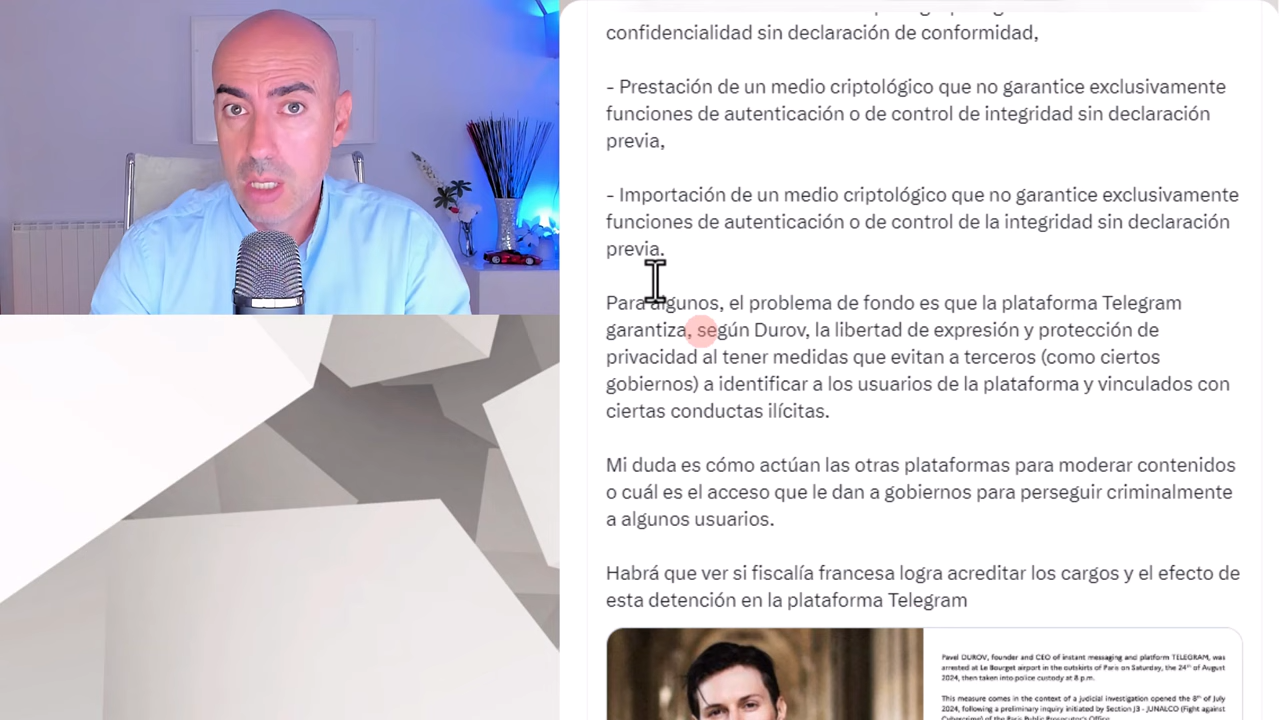 confidencialidad sin declaración de conformidad,
- Prestación de un medio criptológico que no garantice exclusivamente
funciones de autenticación o de control de integridad sin declaración
previa,
- Importación de un medio criptológico que no garantice exclusivamente
funciones de autenticación o de control de la integridad sin declaración
previa.
Para algunos, el problema de fondo es que la plataforma Telegram
garantiza, según Durov, la libertad de expresión y protección de
privacidad al tener medidas que evitan a terceros (como ciertos
gobiernos) a identificar a los usuarios de la plataforma y vinculados con
ciertas conductas ilícitas.
Mi duda es cómo actúan las otras plataformas para moderar contenidos
o cuál es el acceso que le dan a gobiernos para perseguir criminalmente
a algunos usuarios.
Habrá que ver si fiscalía francesa logra acreditar los cargos y el efecto de
esta detención en la plataforma Telegram
Pavel DUROV, founder and CEO of instant messaging and platform TELEGRAM, was
arrested at Le Bourget airport in the outskirts of Paris on Saturday, the 24th of August
2024, then taken into police custody at 8 p.m.
This measure comes in the context of a judicial investigation opened the 8th of July
2024, following a preliminary inquiry initiated by Section J3 - JUNALCO (Fight against